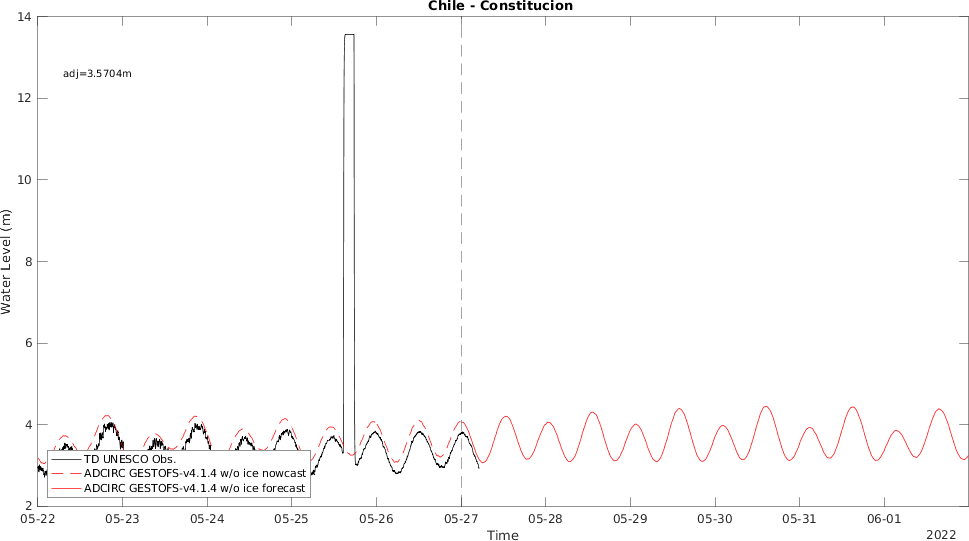 Chile - Constitucion
14
adj=3.5704m
12
10
8
6
4
2
Water Level (m)
TD UNESCO Obs.
ADCIRC GESTOFS-v4.1.4 w/o ice nowcast
ADCIRC GESTOFS-v4.1.4 w/o ice forecast
05-22 05-23 05-24 05-25 05-26 05-27 05-28 05-29 05-30 05-31 06-01
Time
2022